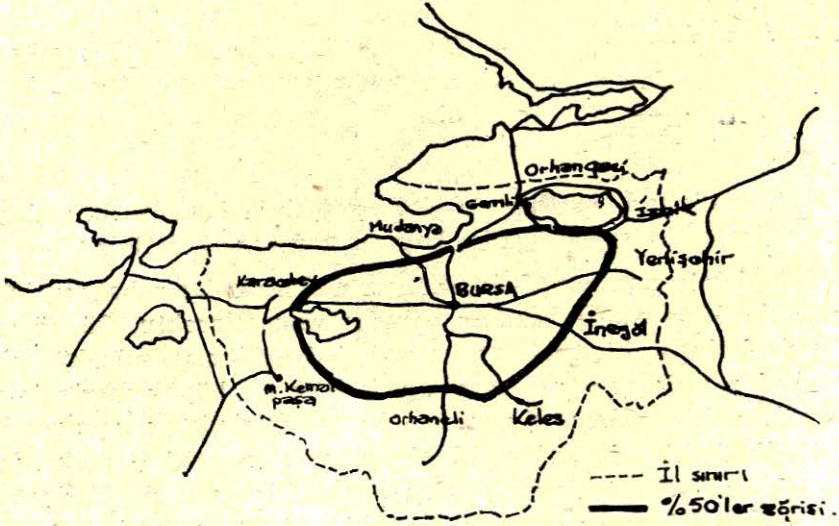 Orhangazi
Gemlik
İznik
Mudanya
Yenişehir
Karacabey
BURSA
İnegöl
m. Kemal
paşa
orhaneli
Keles
İl sınırı
%50'ler eğrisi.